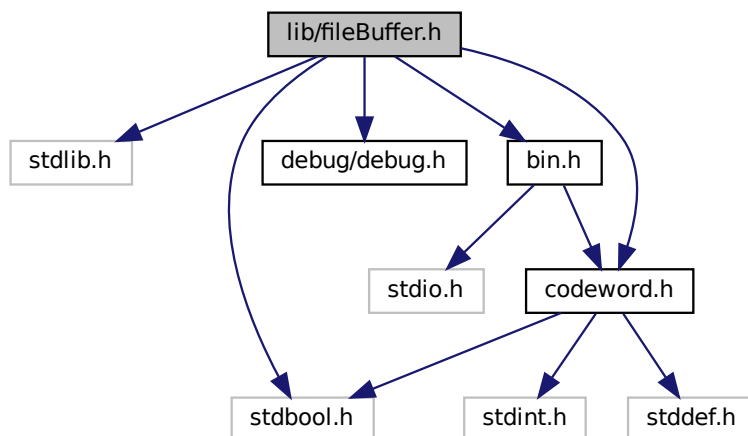 lib/fileBuffer.h
stdlib.h
debug/debug.h
bin.h
stdio.h
codeword.h
stdbool.h
stdint.h
stddef.h